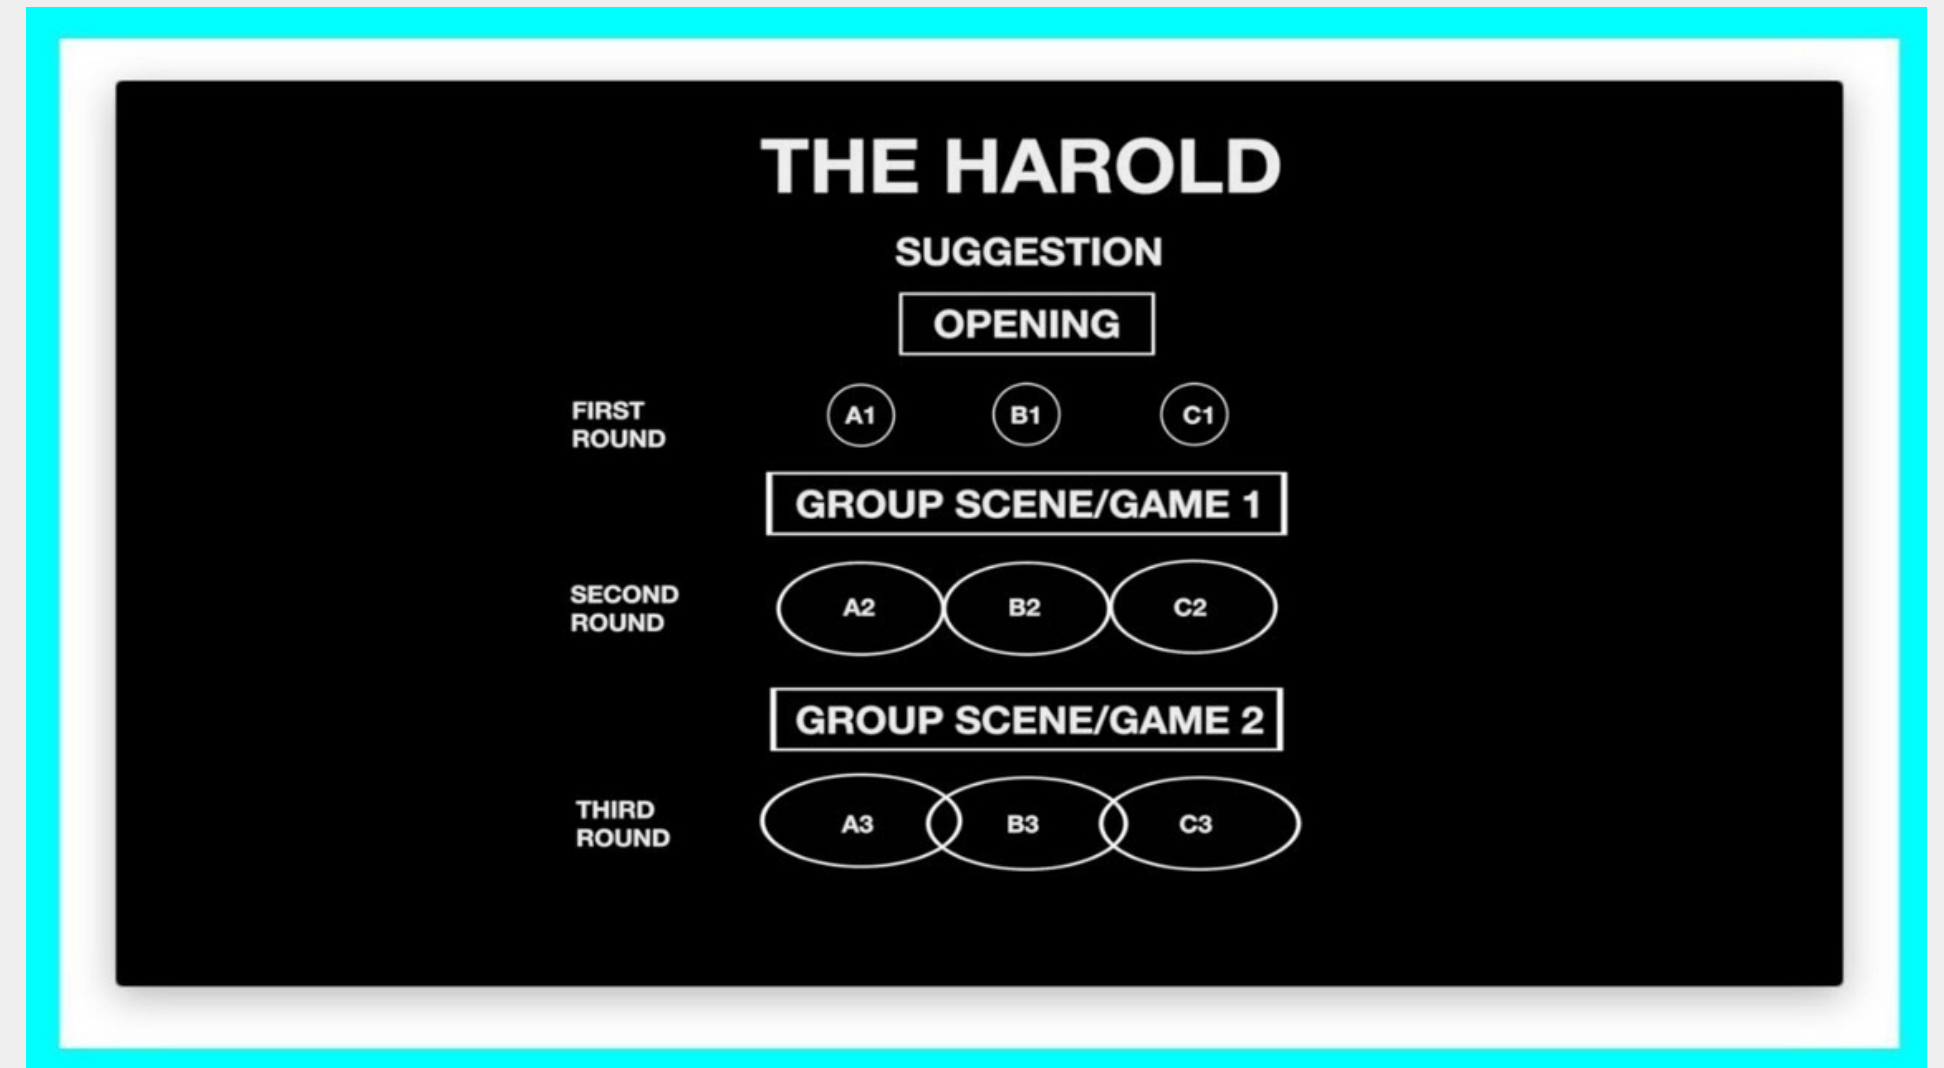 THE HAROLD
SUGGESTION
OPENING
FIRST
ROUND
A1 B1 C1
GROUP SCENE/GAME 1
SECOND
ROUND
A2 B2 C2
GROUP SCENE/GAME 2
THIRD
ROUND
A3 B3 C3